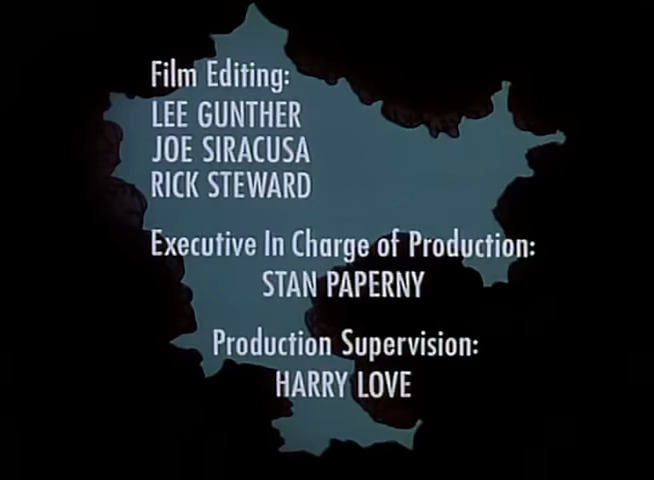 Film Editing:
LEE GUNTHER
JOE SIRACUSA
RICK STEWARD
Executive In Charge of Production:
STAN PAPERNY
Production Supervision:
HARRY LOVE